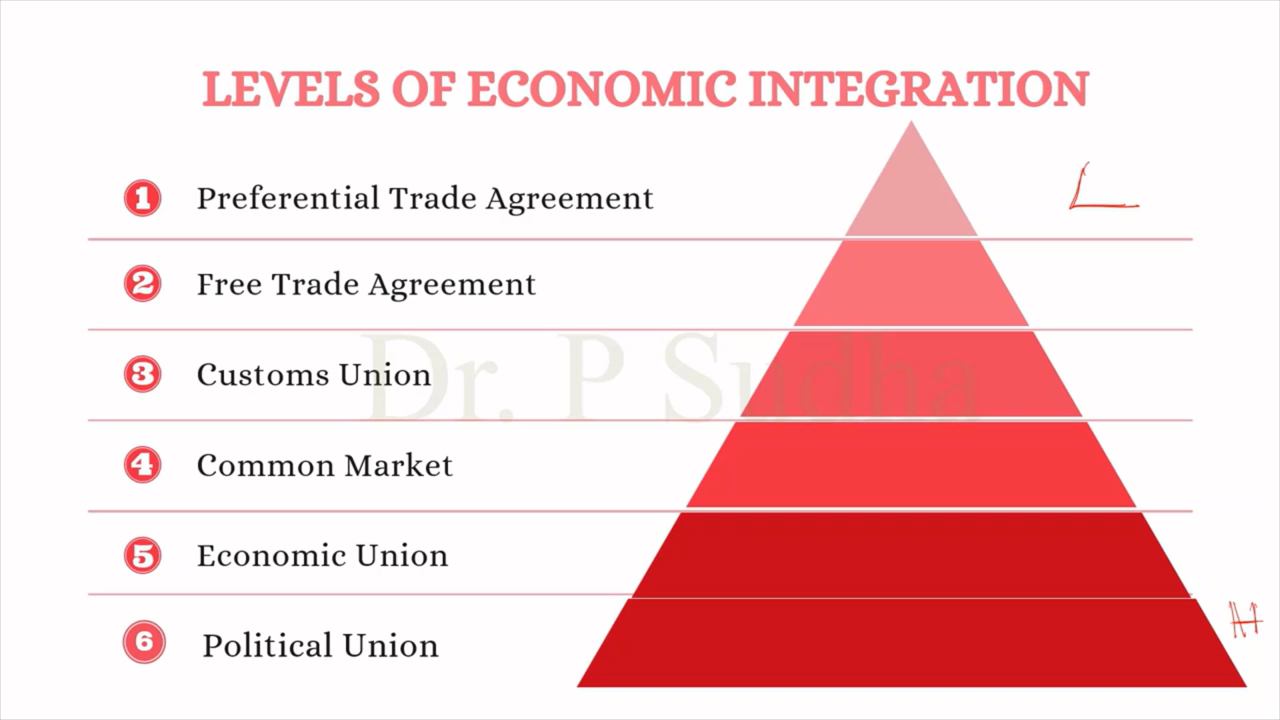 LEVELS OF ECONOMIC INTEGRATION
1 Preferential Trade Agreement
L
2 Free Trade Agreement
3 Customs Union
Dr. P Sudha
4 Common Market
5 Economic Union
H
6 Political Union